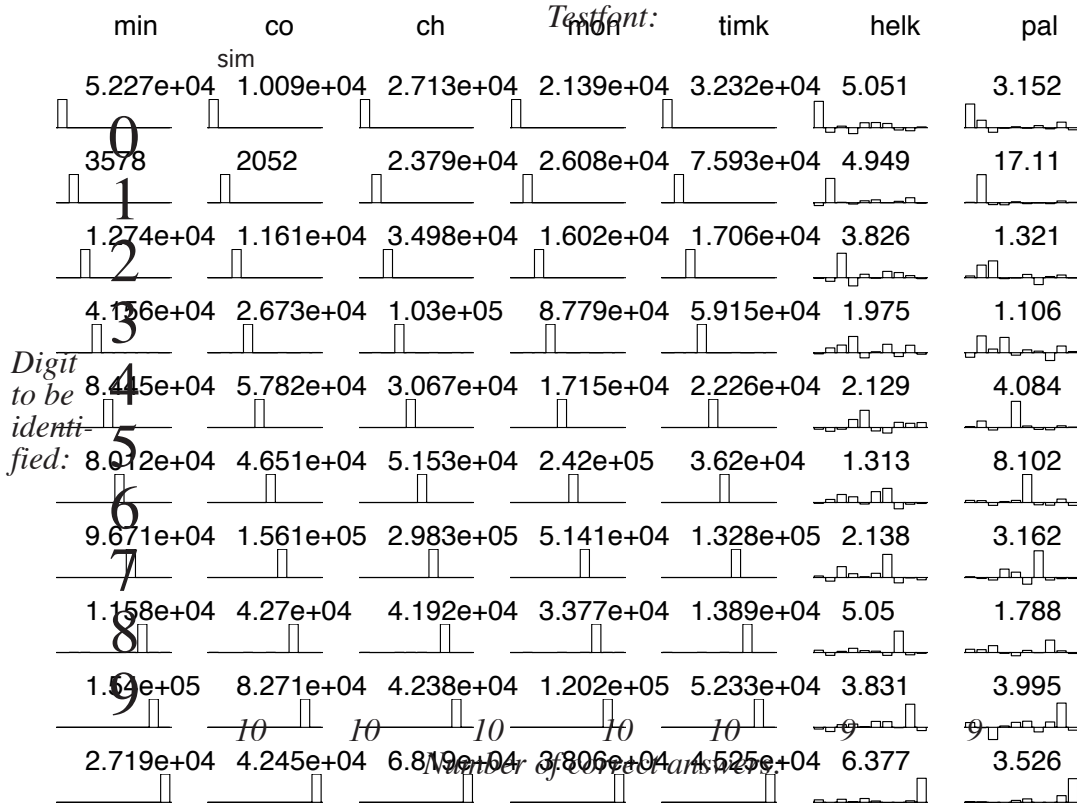 Testfont:
min co ch mon timk helk pal
sim
5.227e+04 1.009e+04 2.713e+04 2.139e+04 3.232e+04 5.051 3.152
0
3578 2052 2.379e+04 2.608e+04 7.593e+04 4.949 17.11
1
1.274e+04 1.161e+04 3.498e+04 1.602e+04 1.706e+04 3.826 1.321
2
4.156e+04 2.673e+04 1.03e+05 8.779e+04 5.915e+04 1.975 1.106
3
Digit
to be
identi-
fied:
8.445e+04 5.782e+04 3.067e+04 1.715e+04 2.226e+04 2.129 4.084
4
5
8.012e+04 4.651e+04 5.153e+04 2.42e+05 3.62e+04 1.313 8.102
6
9.671e+04 1.561e+05 2.983e+05 5.141e+04 1.328e+05 2.138 3.162
7
1.158e+04 4.27e+04 4.192e+04 3.377e+04 1.389e+04 5.05 1.788
8
1.54e+05 8.271e+04 4.238e+04 1.202e+05 5.233e+04 3.831 3.995
9
10 10 10 10 10 9 9
2.719e+04 4.245e+04 6.819e+04 3.806e+04 4.525e+04 6.377 3.526
Number of correct answers: